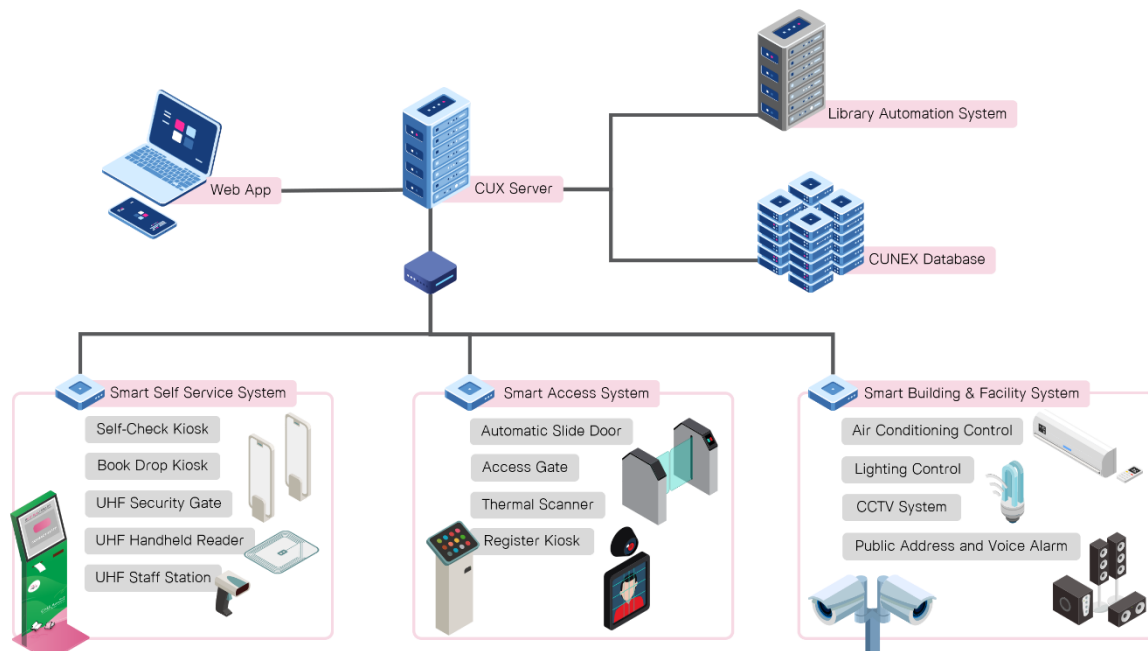 Library Automation System
Web App
CUX Server
CUNEX Database
Smart Self Service System
Self-Check Kiosk
Book Drop Kiosk
UHF Security Gate
UHF Handheld Reader
UHF Staff Station
Smart Access System
Automatic Slide Door
Access Gate
Thermal Scanner
Register Kiosk
Smart Building & Facility System
Air Conditioning Control
Lighting Control
CCTV System
Public Address and Voice Alarm